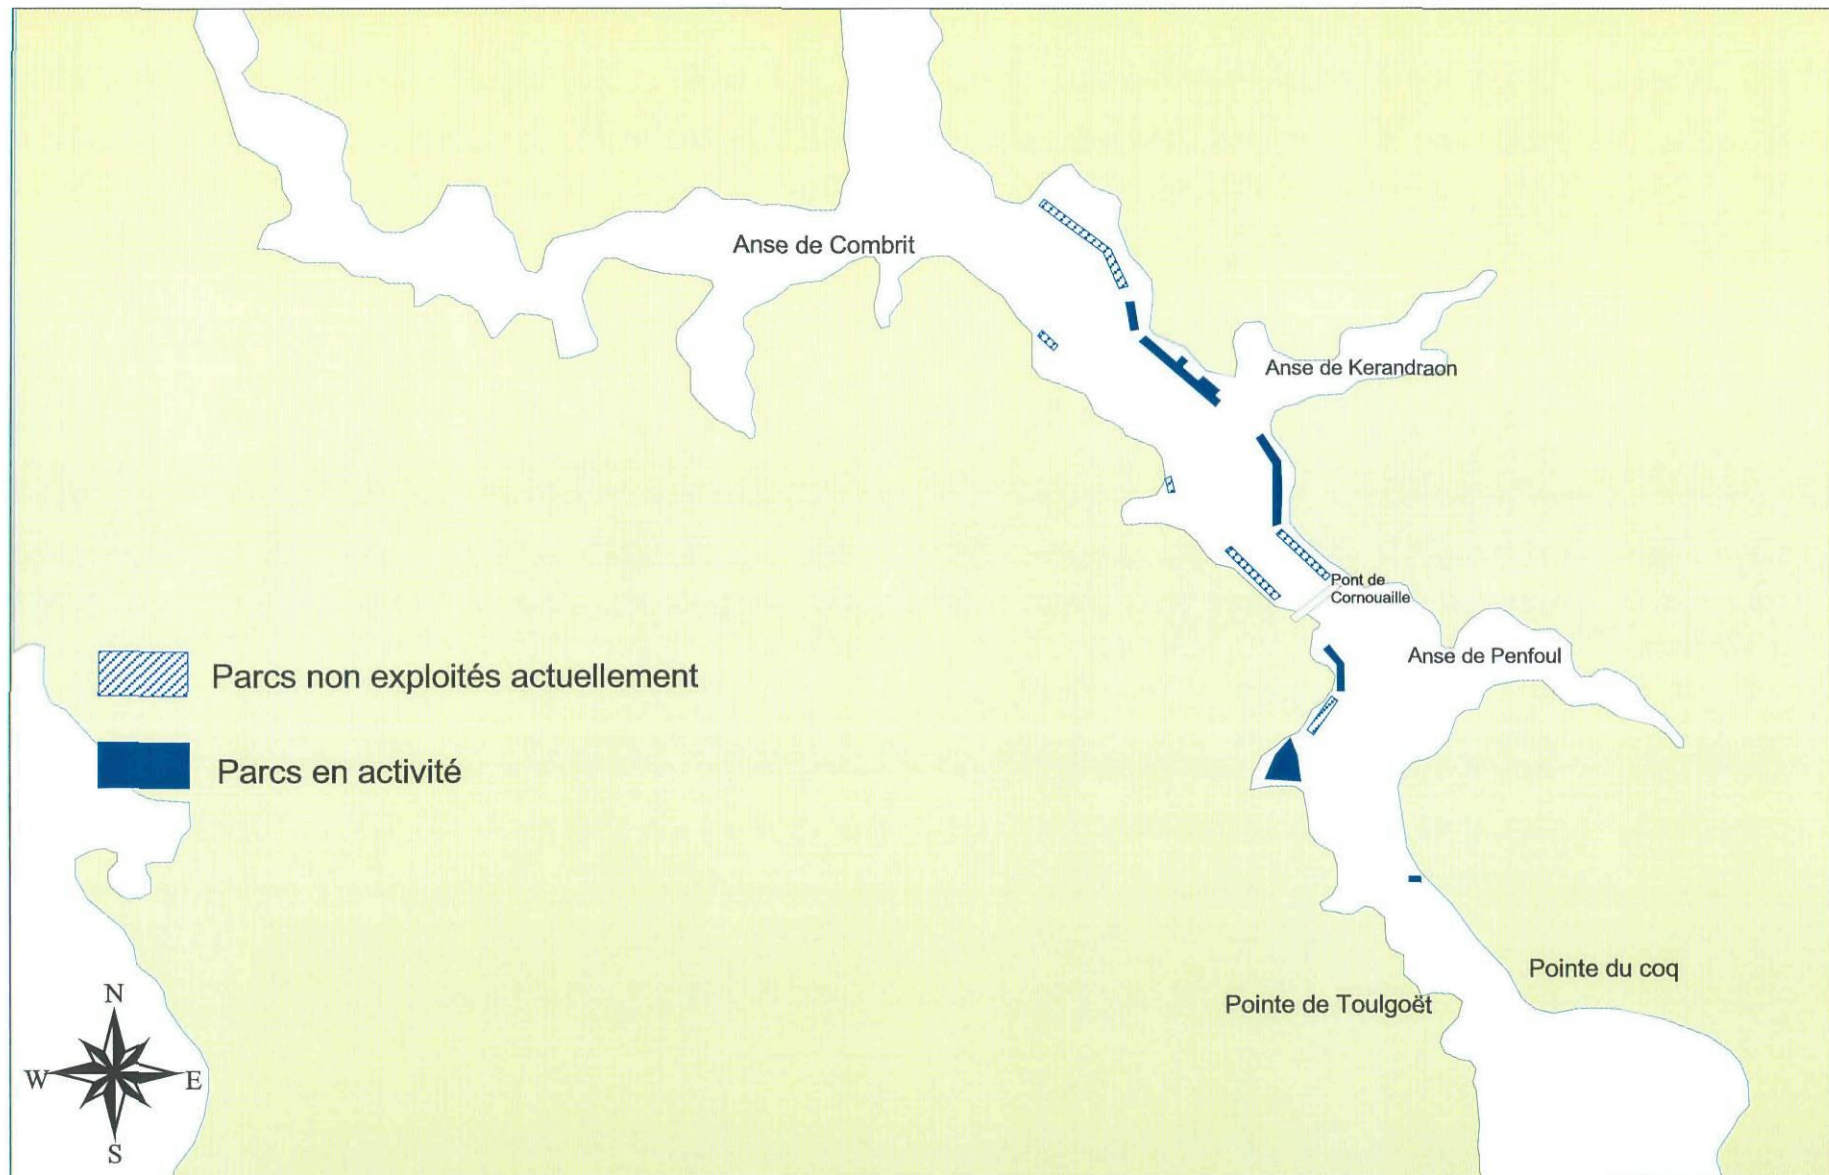 Anse de Combrit
Anse de Kerandraon
Pont de
Cornouaille
Anse de Penfoul
Parcs non exploités actuellement
Parcs en activité
Pointe du coq
Pointe de Toulgoët
N
W
E
S